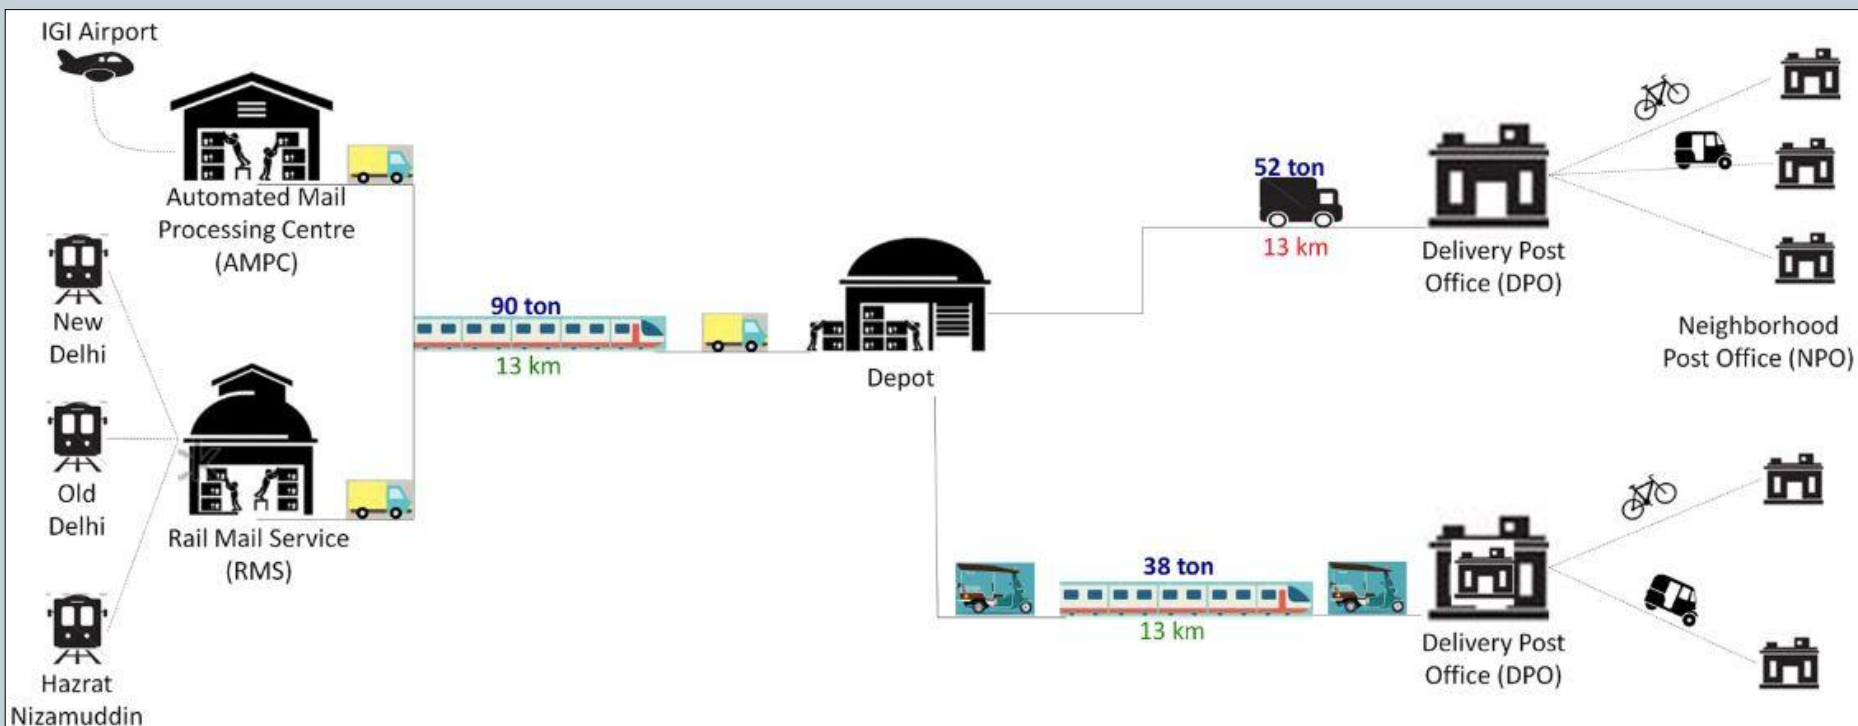 IGI Airport
Automated Mail
Processing Centre
(AMPC)
New
Delhi
Old
Delhi
Hazrat
Nizamuddin
Rail Mail Service
(RMS)
90 ton
13 km
Depot
52 ton
13 km
Delivery Post
Office (DPO)
Neighborhood
Post Office (NPO)
38 ton
13 km
Delivery Post
Office (DPO)